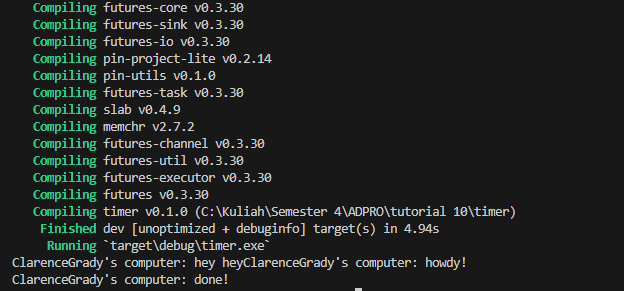 Compiling futures-core v0.3.30
Compiling futures-sink v0.3.30
Compiling futures-io v0.3.30
Compiling pin-project-lite v0.2.14
Compiling pin-utils v0.1.0
Compiling futures-task v0.3.30
Compiling slab v0.4.9
Compiling memchr v2.7.2
Compiling futures-channel v0.3.30
Compiling futures-util v0.3.30
Compiling futures-executor v0.3.30
Compiling futures v0.3.30
Compiling timer v0.1.0 (C:\Kuliah\Semester 4\ADPRO\tutorial 10\timer)
Finished dev [unoptimized + debuginfo] target(s) in 4.94s
Running `target\debug\timer.exe`
ClarenceGrady's computer: hey heyClarenceGrady's computer: howdy!
ClarenceGrady's computer: done!